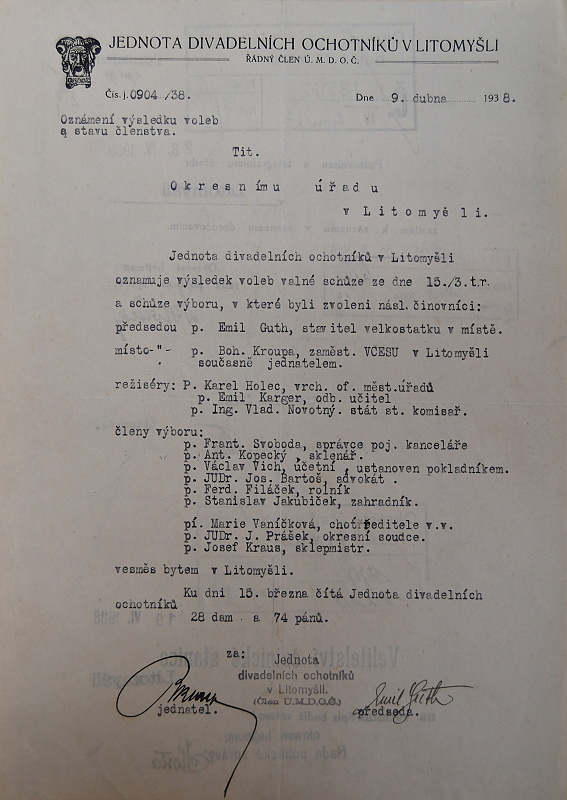 JEDNOTA DIVADELNÍCH OCHOTNÍKŮ V LITOMYŠLI
ŘÁDNÝ ČLEN Ú. M. D. O. Č.
Čís. j. 0904 /38.
Dne 9. dubna 1938.
Oznámení výsledku voleb
a stavu členstva.
Tit.
Okresnímu úřadu
v Litomyšli.
Jednota divadelních ochotníků v Litomyšli
oznamuje výsledek voleb valné schůze ze dne 15./3.t.r.
a schůze výboru, v které byli zvoleni násl. činovníci:
předsedou p. Emil Guth, stavitel velkostatku v místě.
místo-"- p. Boh. Kroupa, zaměst. VČESU v Litomyšli
současně jednatelem.
režiséry: P. Karel Holec, vrch. of. měst.úřadů
p. Emil Karger, odb. učitel
p. Ing. Vlad. Novotný. stát st. komisař.
členy výboru:
p. Frant. Svoboda, správce poj. kanceláře
p. Ant. Kopecký , sklenář.
p. Václav Vich, účetní , ustanoven pokladníkem.
p. JUDr. Jos. Bartoš, advokát .
p. Ferd. Filáček, rolník
p. Stanislav Jakubíček, zahradník.
pí. Marie Vaníčková, choť ředitele v.v.
p. JUDr. J. Prášek, okresní soudce.
p. Josef Kraus, sklepmistr.
vesměs bytem v Litomyšli.
Ku dni 15. března čítá Jednota divadelních
ochotníků
28 dam a 74 pánů.
za:
Jednota
divadelních ochotníků
v Litomyšli.
(Člen Ú.M.D.O.Č.)
jednatel.
Emil Guth
předseda.